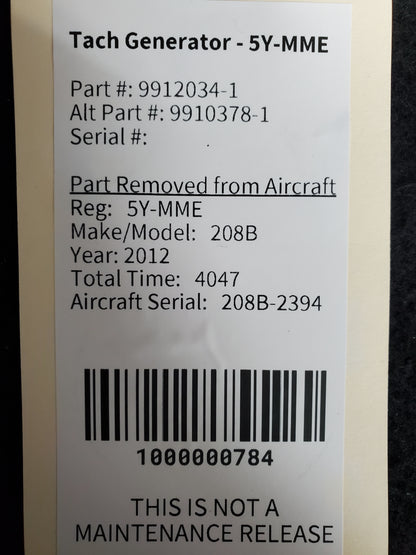 Tach Generator - 5Y-MME
Part #: 9912034-1
Alt Part #: 9910378-1
Serial #:
Part Removed from Aircraft
Reg: 5Y-MME
Make/Model: 208B
Year: 2012
Total Time: 4047
Aircraft Serial: 208B-2394
1000000784
THIS IS NOT A
MAINTENANCE RELEASE